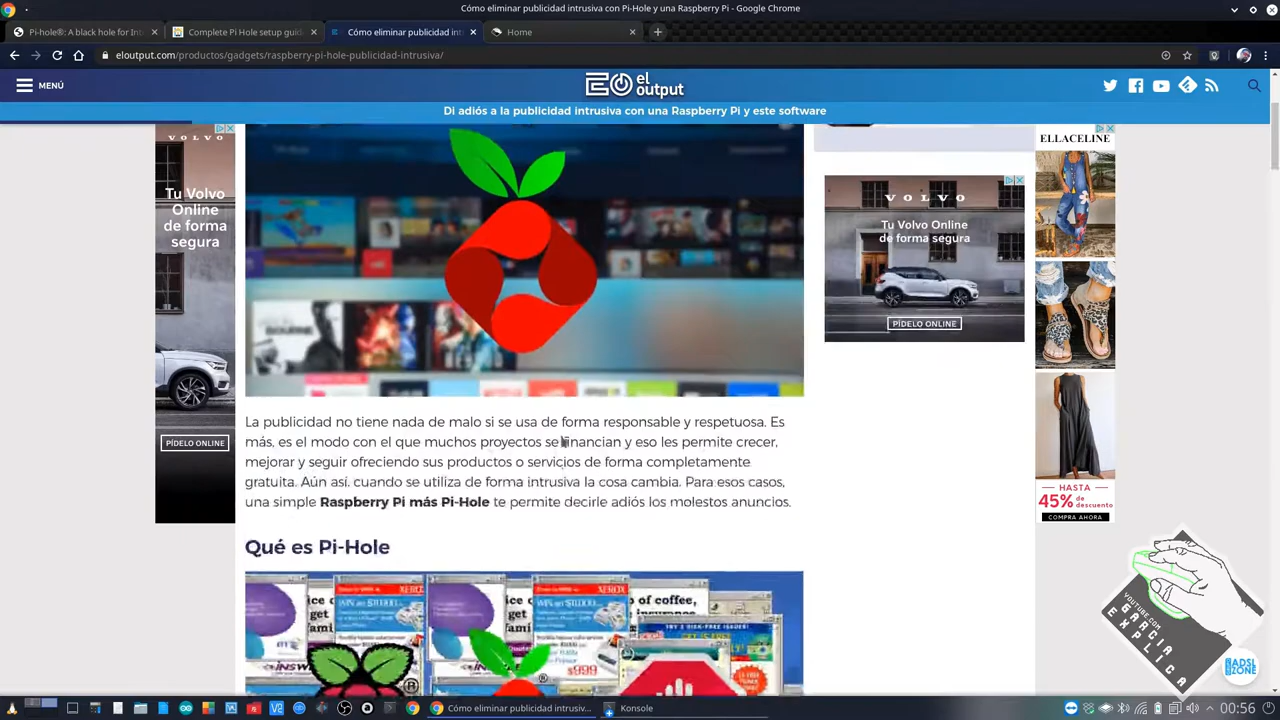 Cómo eliminar publicidad intrusiva con Pi-Hole y una Raspberry Pi - Google Chrome
Pi-hole®: A black hole for Int
Complete Pi Hole setup guid
Cómo eliminar publicidad int
Home
eloutput.com/productos/gadgets/raspberry-pi-hole-publicidad-intrusiva/
MENÚ
el output
Di adiós a la publicidad intrusiva con una Raspberry Pi y este software
VOLVO
Tu Volvo
Online
de forma
segura
PÍDELO ONLINE
VOLVO
Tu Volvo Online
de forma segura
PÍDELO ONLINE
ELLACELINE
HASTA
45% de descuento
COMPRA AHORA
La publicidad no tiene nada de malo si se usa de forma responsable y respetuosa. Es
más, es el modo con el que muchos proyectos se financian y eso les permite crecer,
mejorar y seguir ofreciendo sus productos o servicios de forma completamente
gratuita. Aún así, cuando se utiliza de forma intrusiva la cosa cambia. Para esos casos,
una simple Raspberry Pi más Pi-Hole te permite decirle adiós los molestos anuncios.
Qué es Pi-Hole
YOUTUBE.COM
EGARCIA
EXPLICA
ADSL
ZONE
Cómo eliminar publicidad intrusiv...
Konsole
00:56